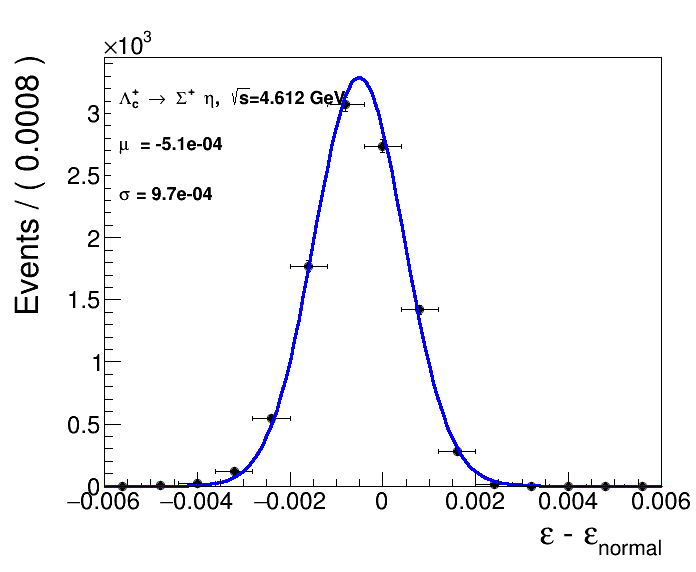 ×10³
Events / ( 0.0008 )
Λc⁺ → Σ⁺ η, √s=4.612 GeV
μ = -5.1e-04
σ = 9.7e-04
3
2.5
2
1.5
1
0.5
0
−0.006 −0.004 −0.002 0 0.002 0.004 0.006
ε - εnormal